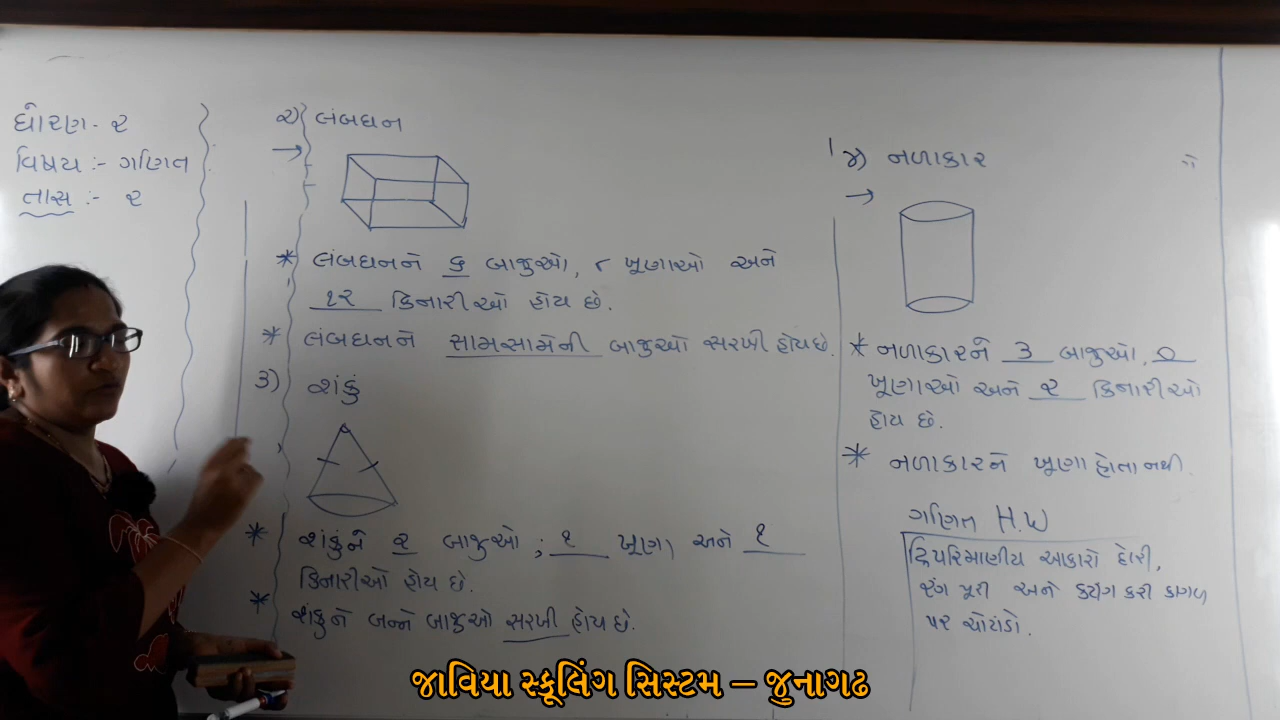 ધોરણ - ૨
વિષય :- ગણિત
તાસ :- ૨
૨) લંબઘન
→
* લંબઘનને ૬ બાજુઓ, ૮ ખૂણાઓ અને
૧૨ કિનારીઓ હોય છે.
* લંબઘનને સામસામેની બાજુઓ સરખી હોય છે.
૩) શંકું
* શંકુંને ૨ બાજુઓ ; ૧ ખૂણા અને ૧
કિનારીઓ હોય છે.
* શંકુને બન્ને બાજુઓ સરખી હોય છે.
૪) નળાકાર
→
* નળાકારને 3 બાજુઓ, ૦
ખૂણાઓ અને ૨ કિનારીઓ
હોય છે.
* નળાકારને ખૂણા હોતા નથી.
ગણિત H.W
દ્વિપરિમાણીય આકારો દોરી,
રંગ પૂરી અને કટીંગ કરી કાગળ
પર ચોટાડો.
જાવિયા સ્કૂલિંગ સિસ્ટમ – જુનાગઢ